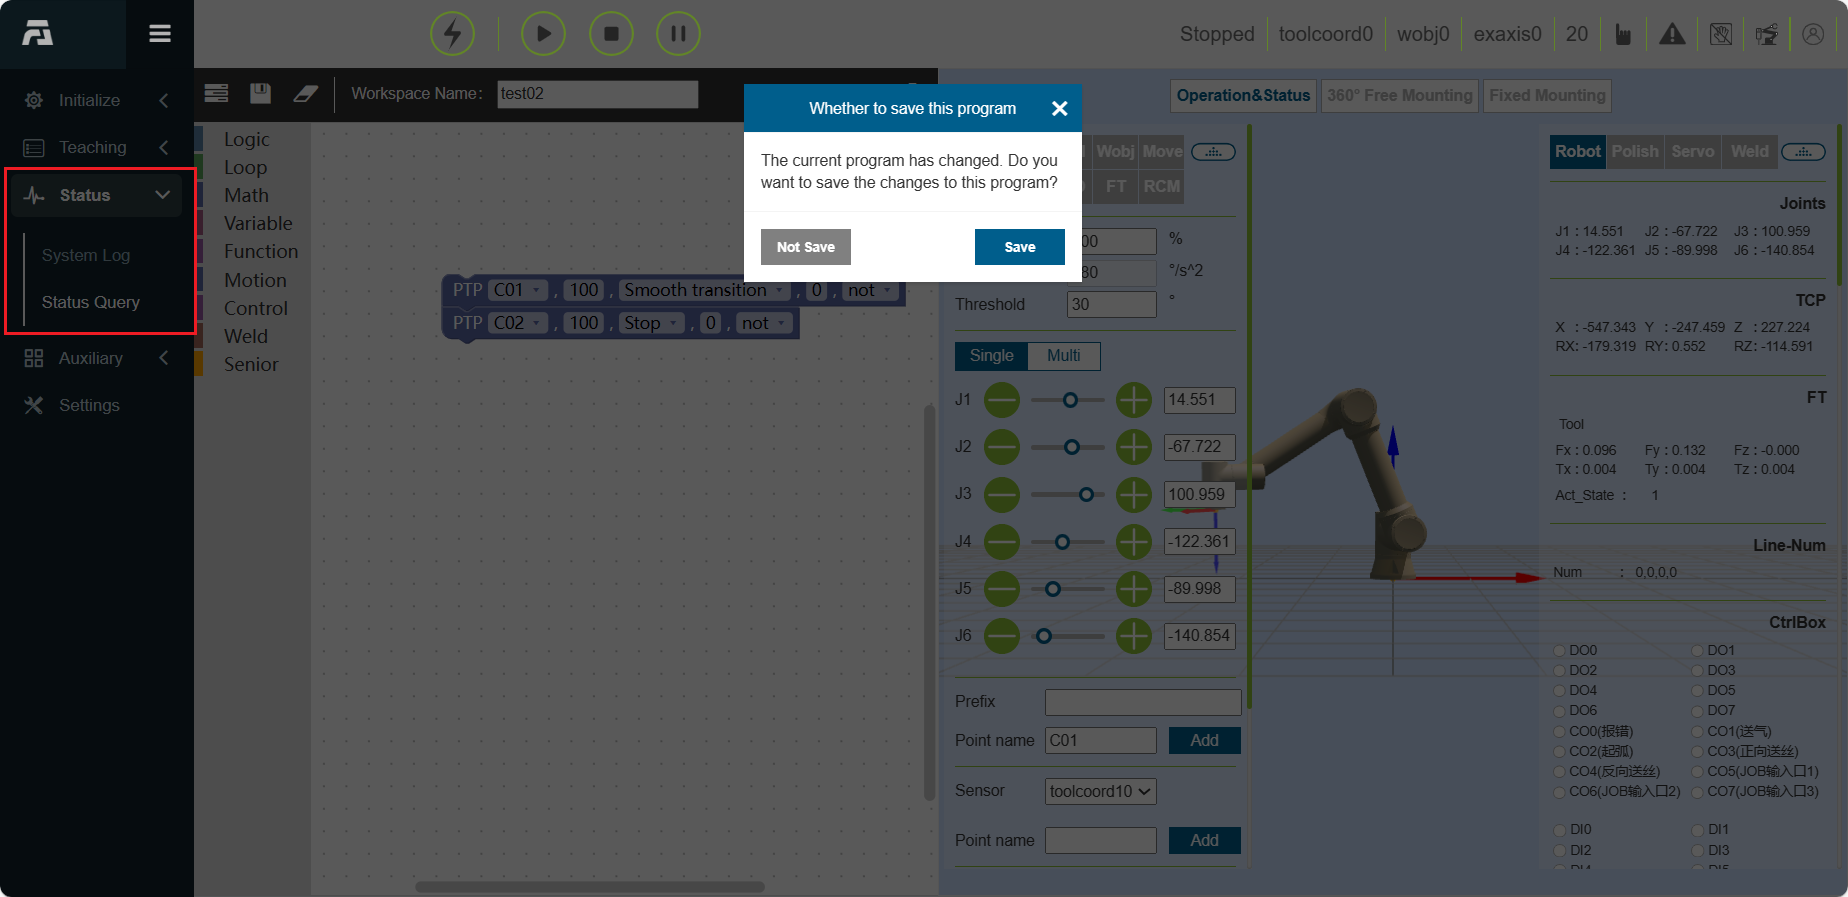 Stopped
toolcoord0
wobj0
exaxis0
20
Initialize
Teaching
Status
System Log
Status Query
Auxiliary
Settings
Workspace Name:
test02
Logic
Loop
Math
Variable
Function
Motion
Control
Weld
Senior
PTP C01 , 100 , Smooth transition , 0 , not
PTP C02 , 100 , Stop , 0 , not
Whether to save this program
The current program has changed. Do you
want to save the changes to this program?
Not Save
Save
Operation&Status
360° Free Mounting
Fixed Mounting
Wobj Move
FT RCM
%
°/s^2
Threshold 30 °
Single Multi
J1 14.551
J2 -67.722
J3 100.959
J4 -122.361
J5 -89.998
J6 -140.854
Prefix
Point name C01 Add
Sensor toolcoord10
Point name Add
Robot Polish Servo Weld
Joints
J1 : 14.551 J2 : -67.722 J3 : 100.959
J4 : -122.361 J5 : -89.998 J6 : -140.854
TCP
X : -547.343 Y : -247.459 Z : 227.224
RX: -179.319 RY: 0.552 RZ: -114.591
FT
Tool
Fx : 0.096 Fy : 0.132 Fz : -0.000
Tx : 0.004 Ty : 0.004 Tz : 0.004
Act_State : 1
Line-Num
Num : 0,0,0,0
CtrlBox
DO0 DO1
DO2 DO3
DO4 DO5
DO6 DO7
CO0(报错) CO1(送气)
CO2(起弧) CO3(正向送丝)
CO4(反向送丝) CO5(JOB输入口1)
CO6(JOB输入口2) CO7(JOB输入口3)
DI0 DI1
DI2 DI3